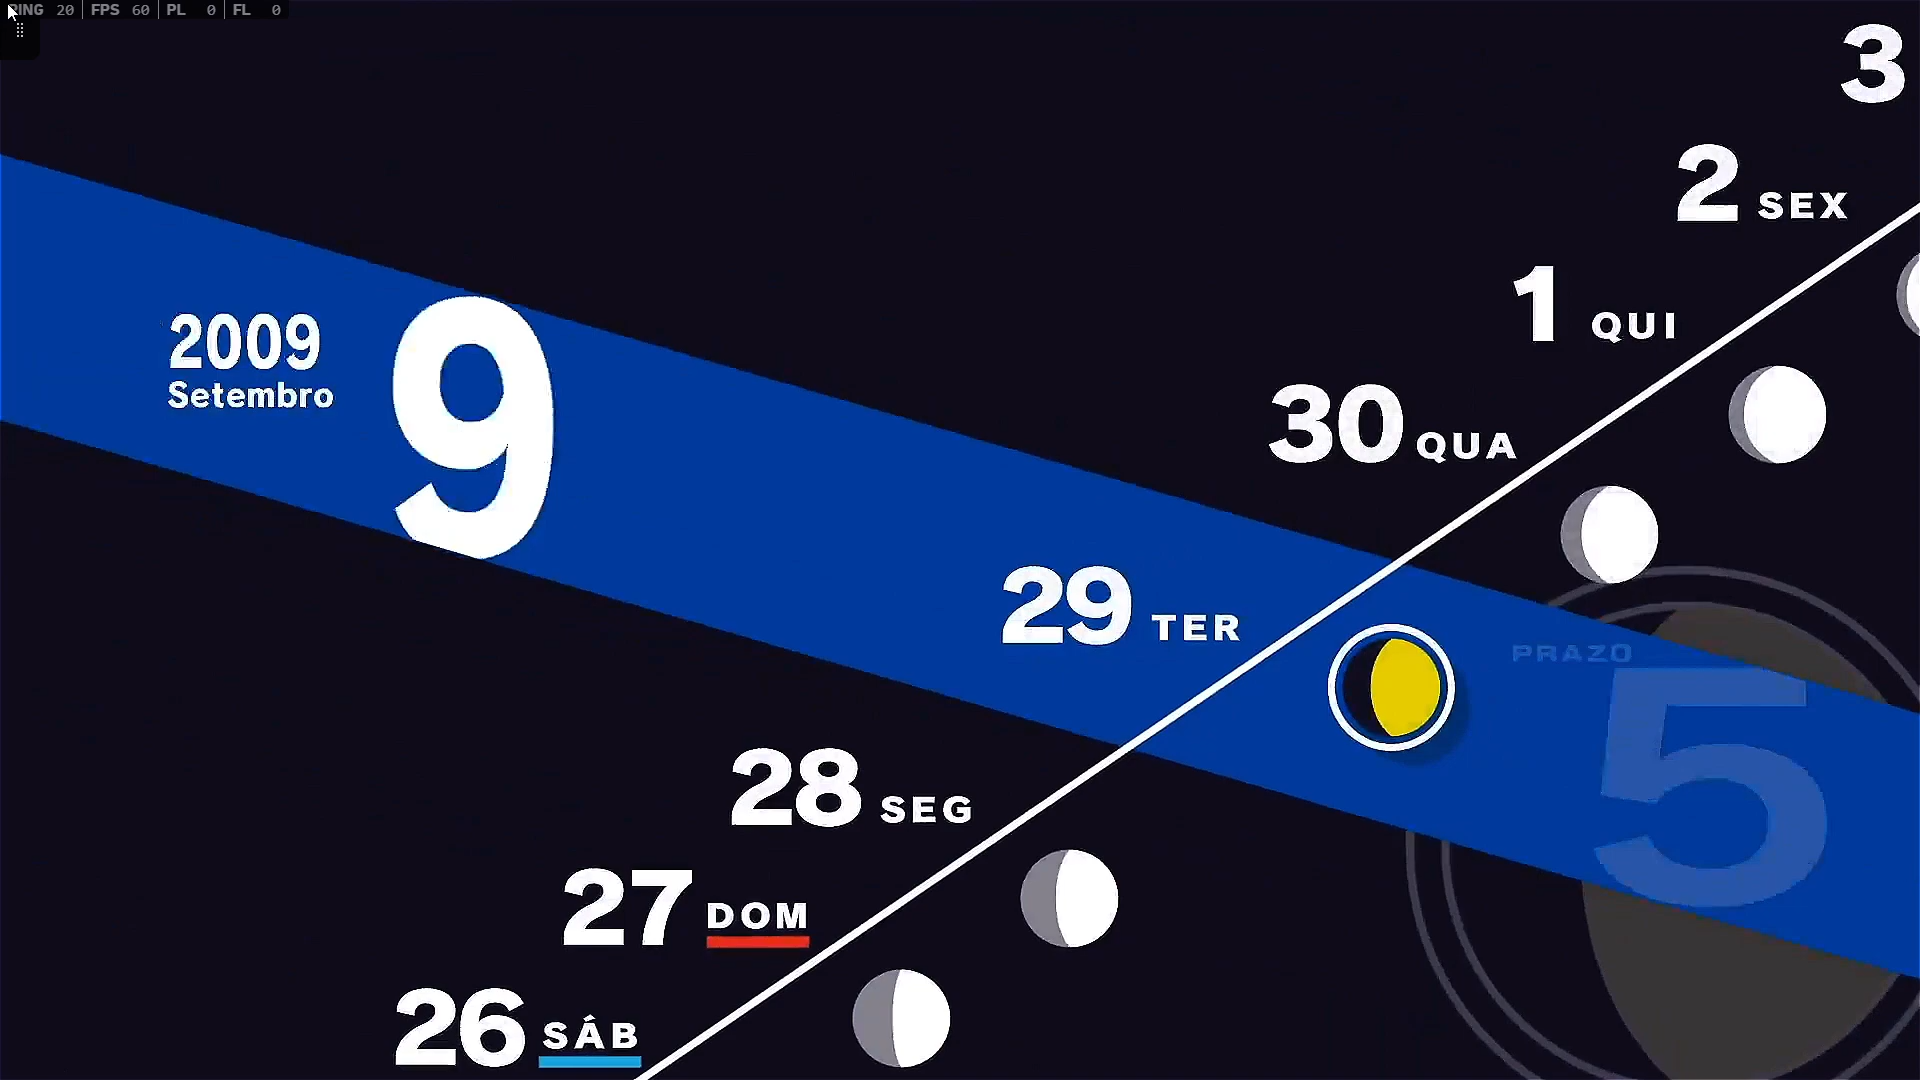 PING 20 FPS 60 PL 0 FL 0
3
2 SEX
1 QUI
30 QUA
2009
Setembro
9
29 TER
PRAZO
5
28 SEG
27 DOM
26 SÁB